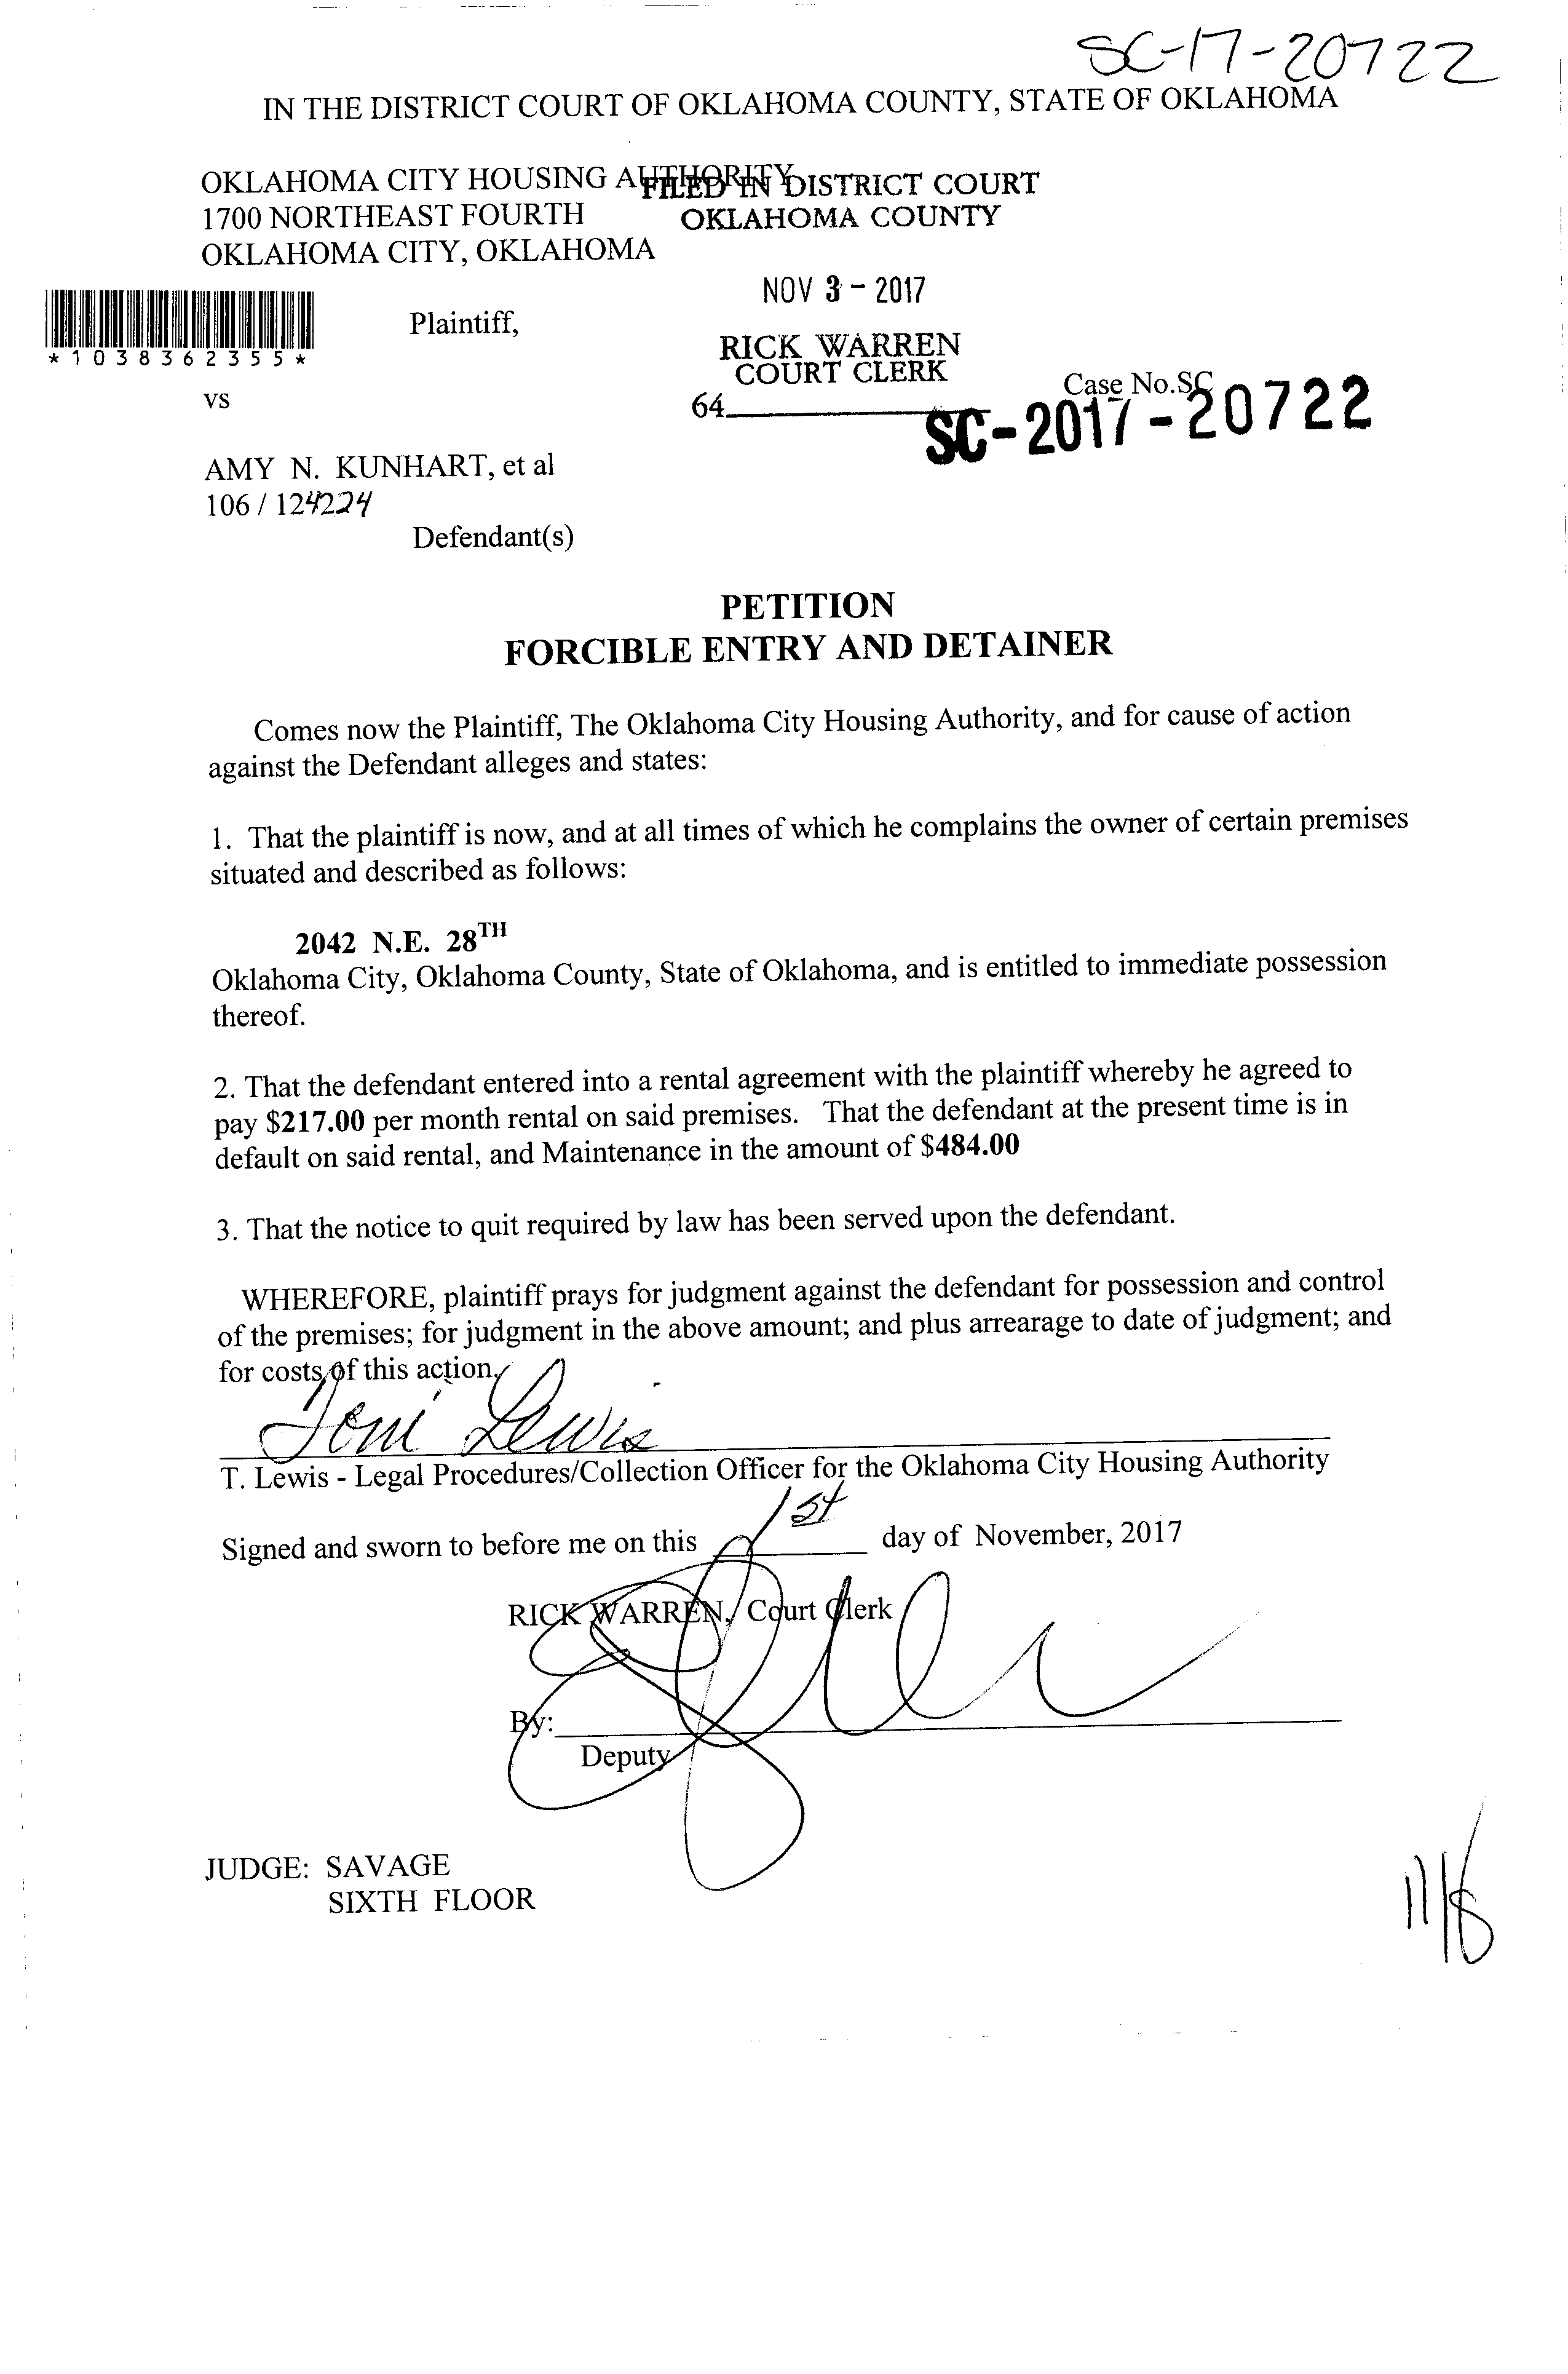 SC-17-20722
IN THE DISTRICT COURT OF OKLAHOMA COUNTY, STATE OF OKLAHOMA
OKLAHOMA CITY HOUSING AUTHORITY
FILED IN DISTRICT COURT
1700 NORTHEAST FOURTH
OKLAHOMA COUNTY
OKLAHOMA CITY, OKLAHOMA
NOV 3 - 2017
*1038362355*
Plaintiff,
RICK WARREN
COURT CLERK
vs
64
Case No.SC
SC-2017-20722
AMY N. KUNHART, et al
106 / 124224
Defendant(s)
PETITION
FORCIBLE ENTRY AND DETAINER
Comes now the Plaintiff, The Oklahoma City Housing Authority, and for cause of action
against the Defendant alleges and states:
1. That the plaintiff is now, and at all times of which he complains the owner of certain premises
situated and described as follows:
2042 N.E. 28TH
Oklahoma City, Oklahoma County, State of Oklahoma, and is entitled to immediate possession
thereof.
2. That the defendant entered into a rental agreement with the plaintiff whereby he agreed to
pay $217.00 per month rental on said premises. That the defendant at the present time is in
default on said rental, and Maintenance in the amount of $484.00
3. That the notice to quit required by law has been served upon the defendant.
WHEREFORE, plaintiff prays for judgment against the defendant for possession and control
of the premises; for judgment in the above amount; and plus arrearage to date of judgment; and
for costs of this action.
Toni Lewis
T. Lewis - Legal Procedures/Collection Officer for the Oklahoma City Housing Authority
Signed and sworn to before me on this 1st day of November, 2017
RICK WARREN, Court Clerk
By:
Deputy
JUDGE: SAVAGE
SIXTH FLOOR
11/8